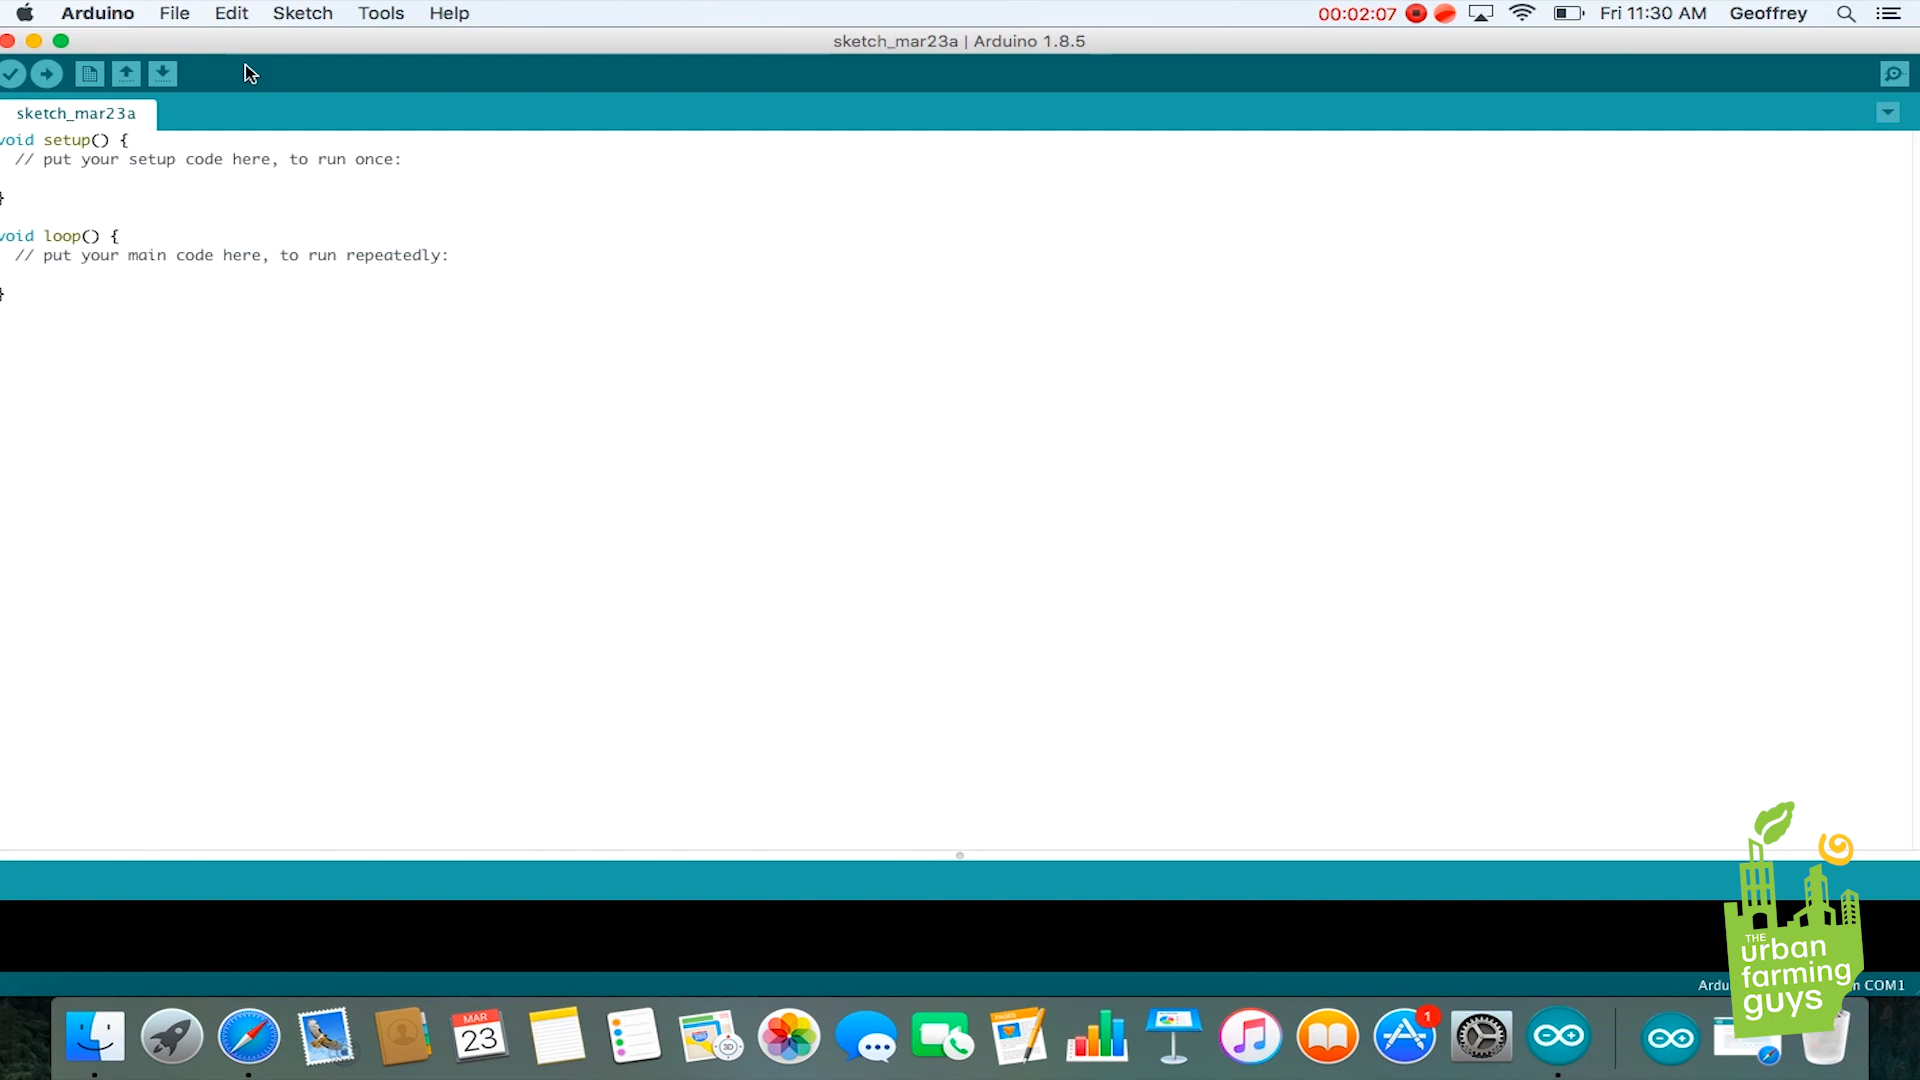 Arduino File Edit Sketch Tools Help 00:02:07 Fri 11:30 AM Geoffrey
sketch_mar23a | Arduino 1.8.5
sketch_mar23a
void setup() {
// put your setup code here, to run once:
}
void loop() {
// put your main code here, to run repeatedly:
}
THE
urban
farming
guys
COM1
MAR
23
PAGES
3D
1